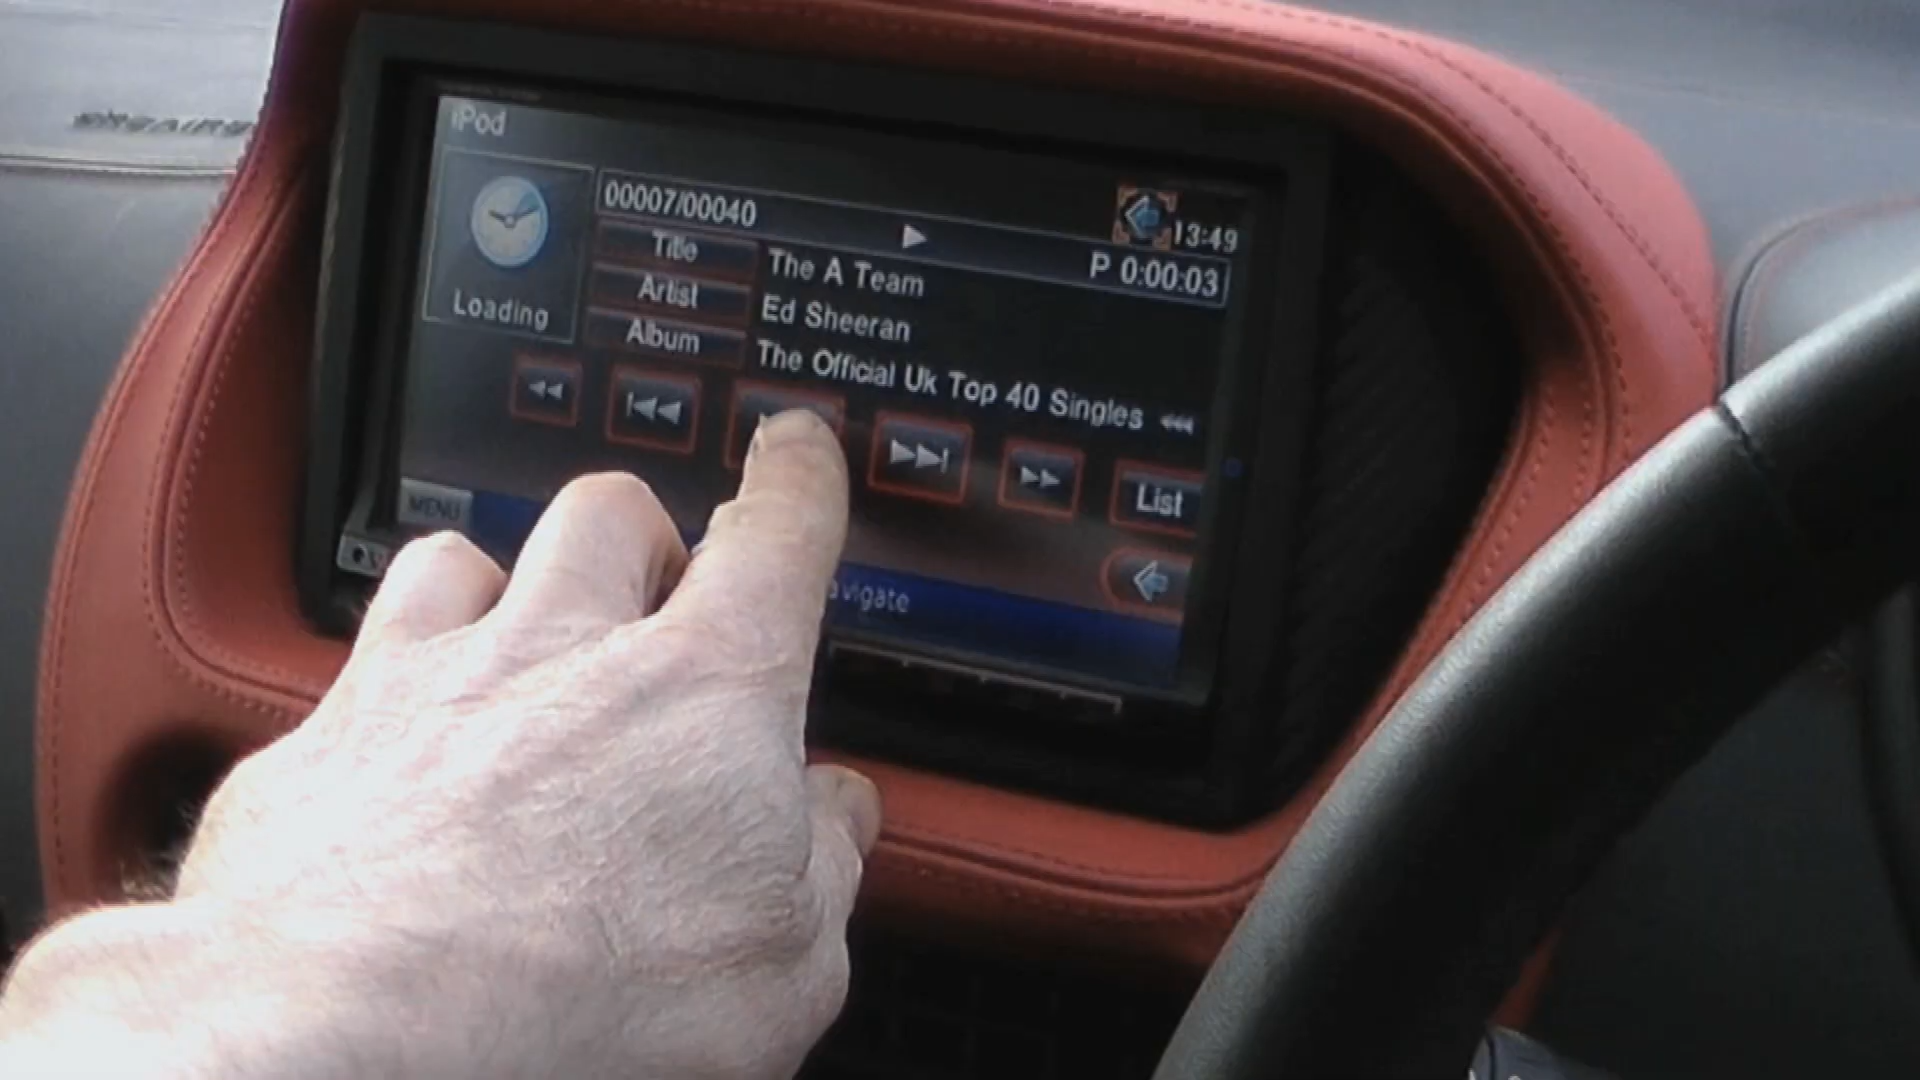 iPod
00007/00040
13:49
P 0:00:03
Loading
Title
The A Team
Artist
Ed Sheeran
Album
The Official Uk Top 40 Singles
List
MENU